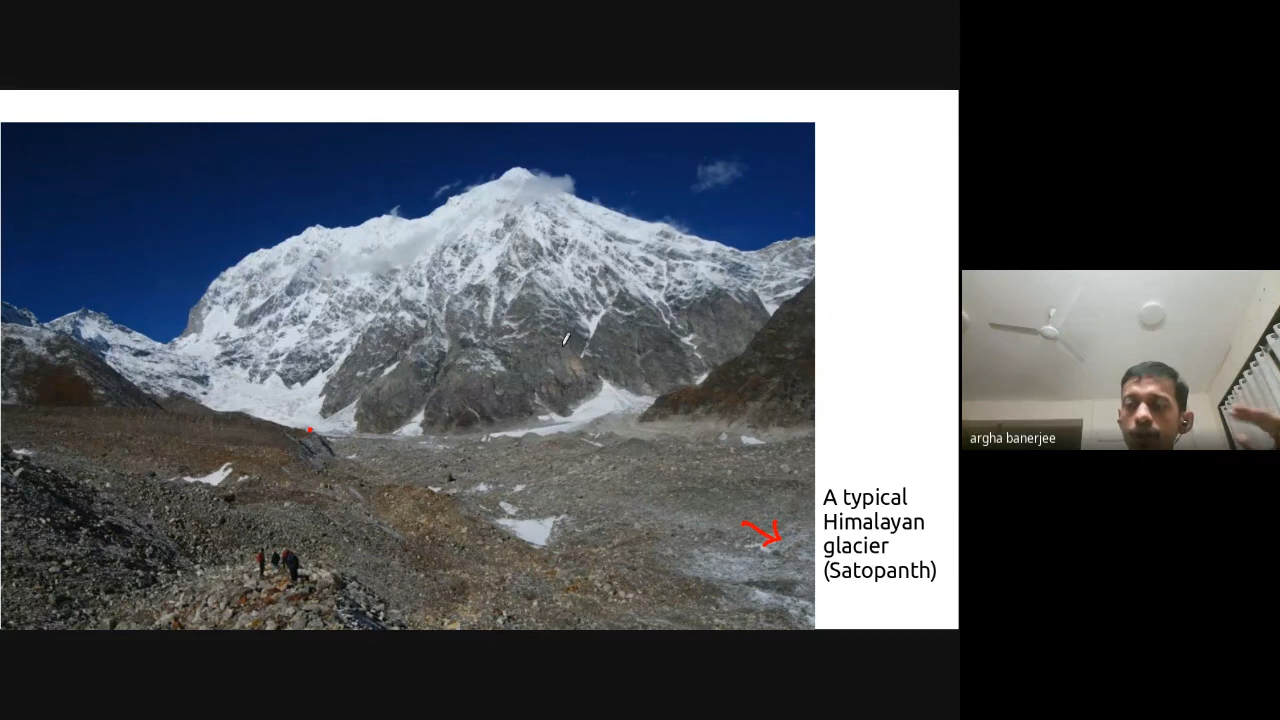 A typical
Himalayan
glacier
(Satopanth)
argha banerjee